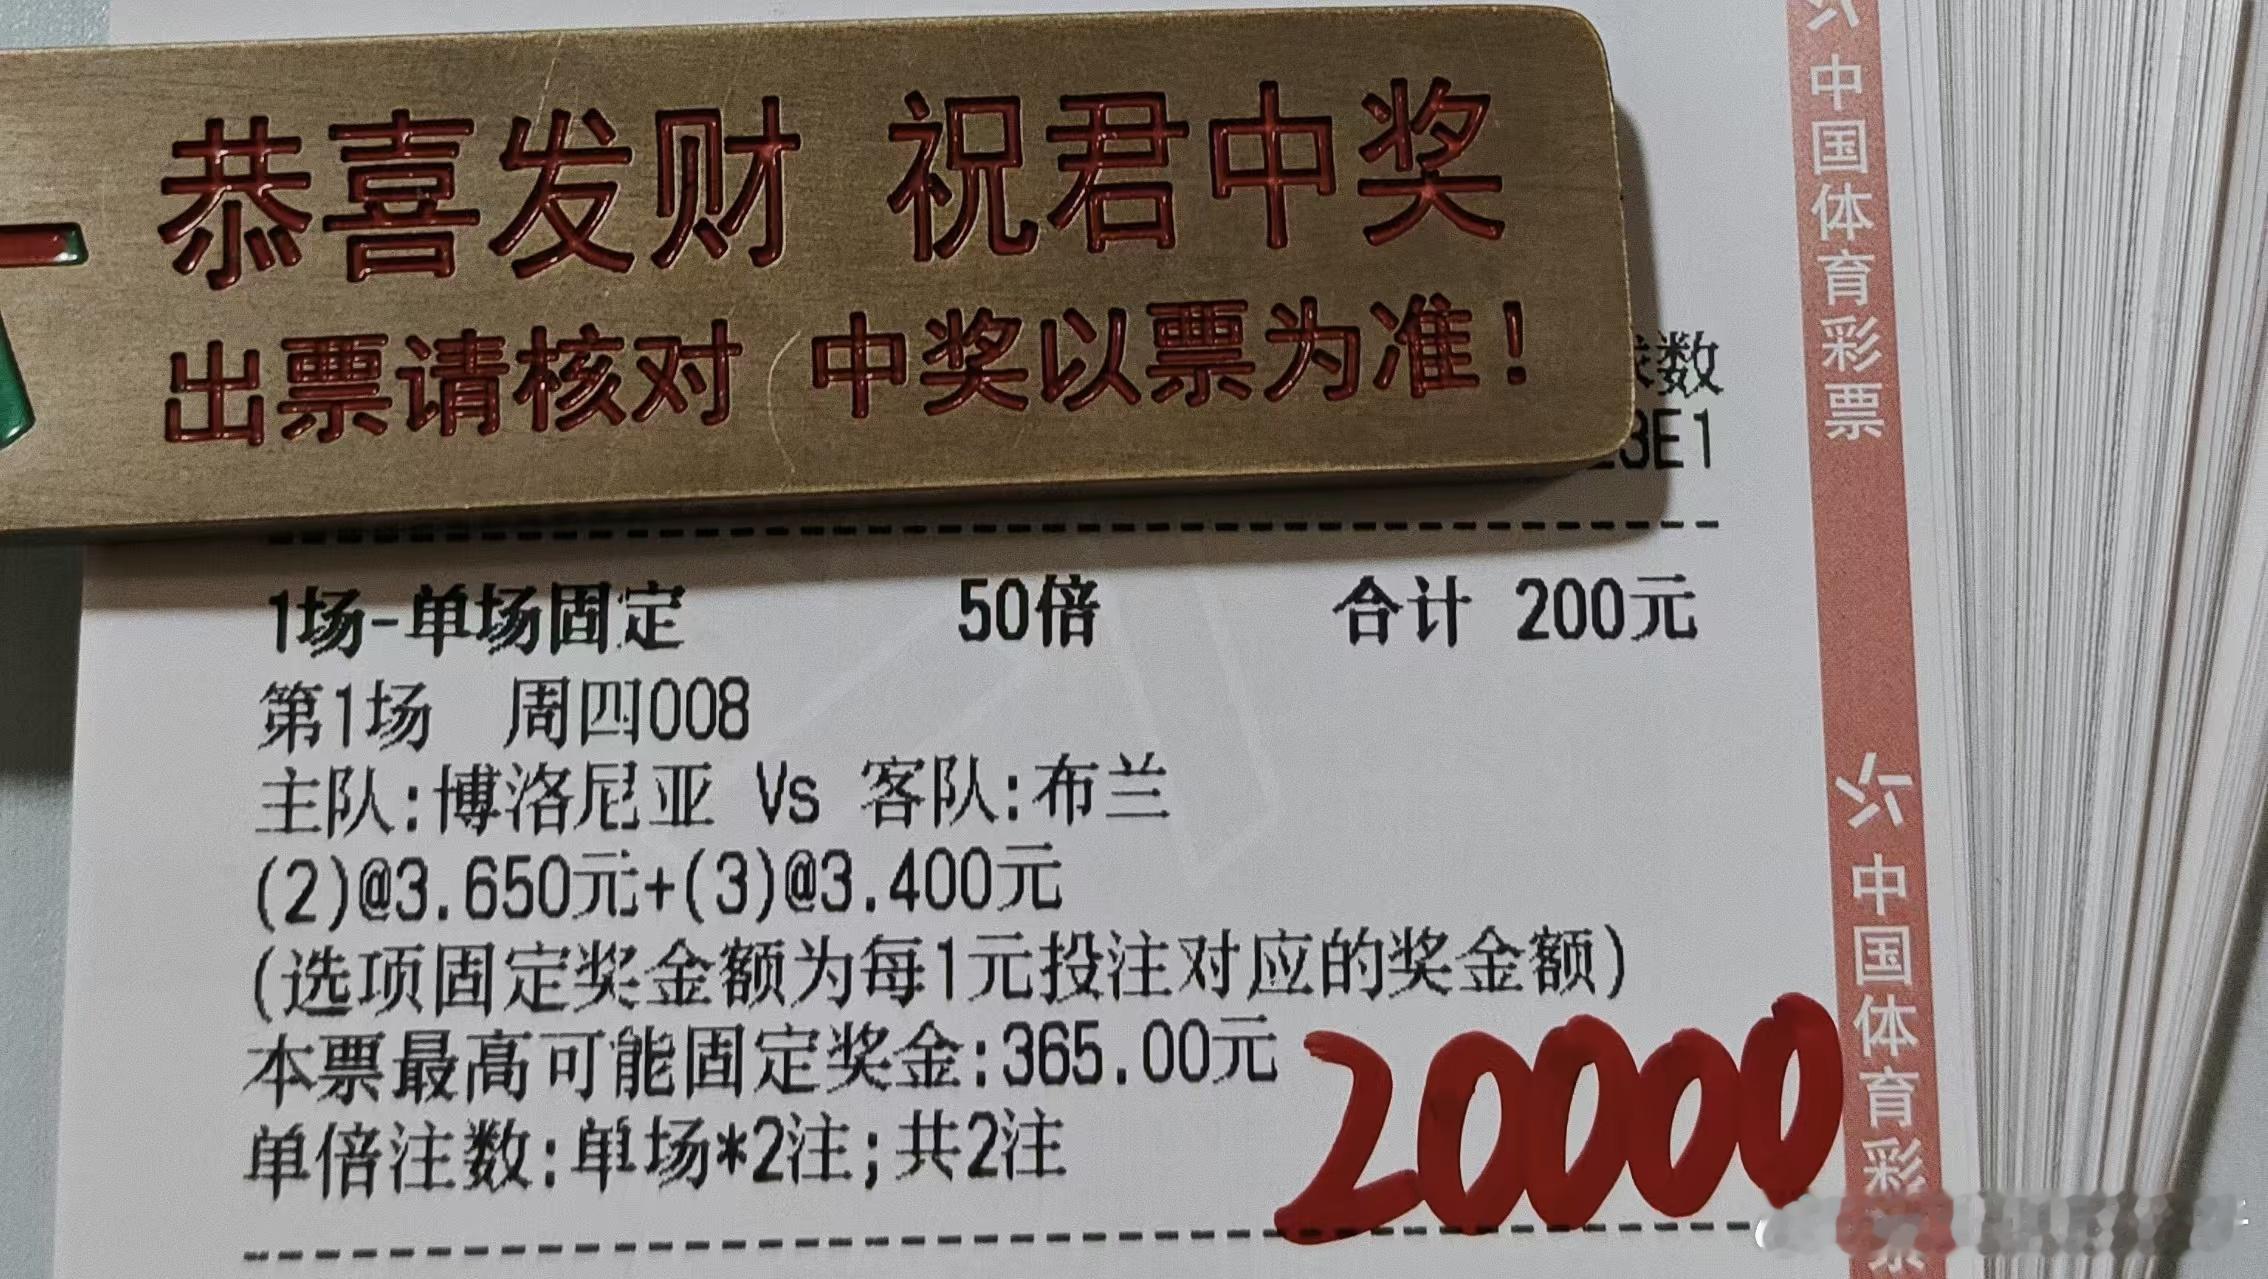 恭喜发财 祝君中奖
出票请核对 中奖以票为准!
球数
3E1
1场-单场固定 50倍 合计 200元
第1场 周四008
主队:博洛尼亚 Vs 客队:布兰
(2)@3.650元+(3)@3.400元
(选项固定奖金额为每1元投注对应的奖金额)
本票最高可能固定奖金:365.00元
单倍注数:单场*2注;共2注
20000
中国体育彩票
中国体育彩票